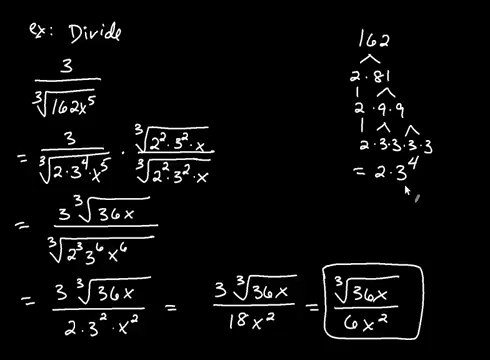 ex: Divide
3 / ∛(162x⁵)
= 3 / ∛(2·3⁴·x⁵) · ∛(2²·3²·x) / ∛(2²·3²·x)
= 3∛(36x) / ∛(2³3⁶x⁶)
= 3∛(36x) / (2·3²·x²) = 3∛(36x) / 18x² = ∛(36x) / 6x²
162
2·81
2·9·9
2·3·3·3·3
= 2·3⁴